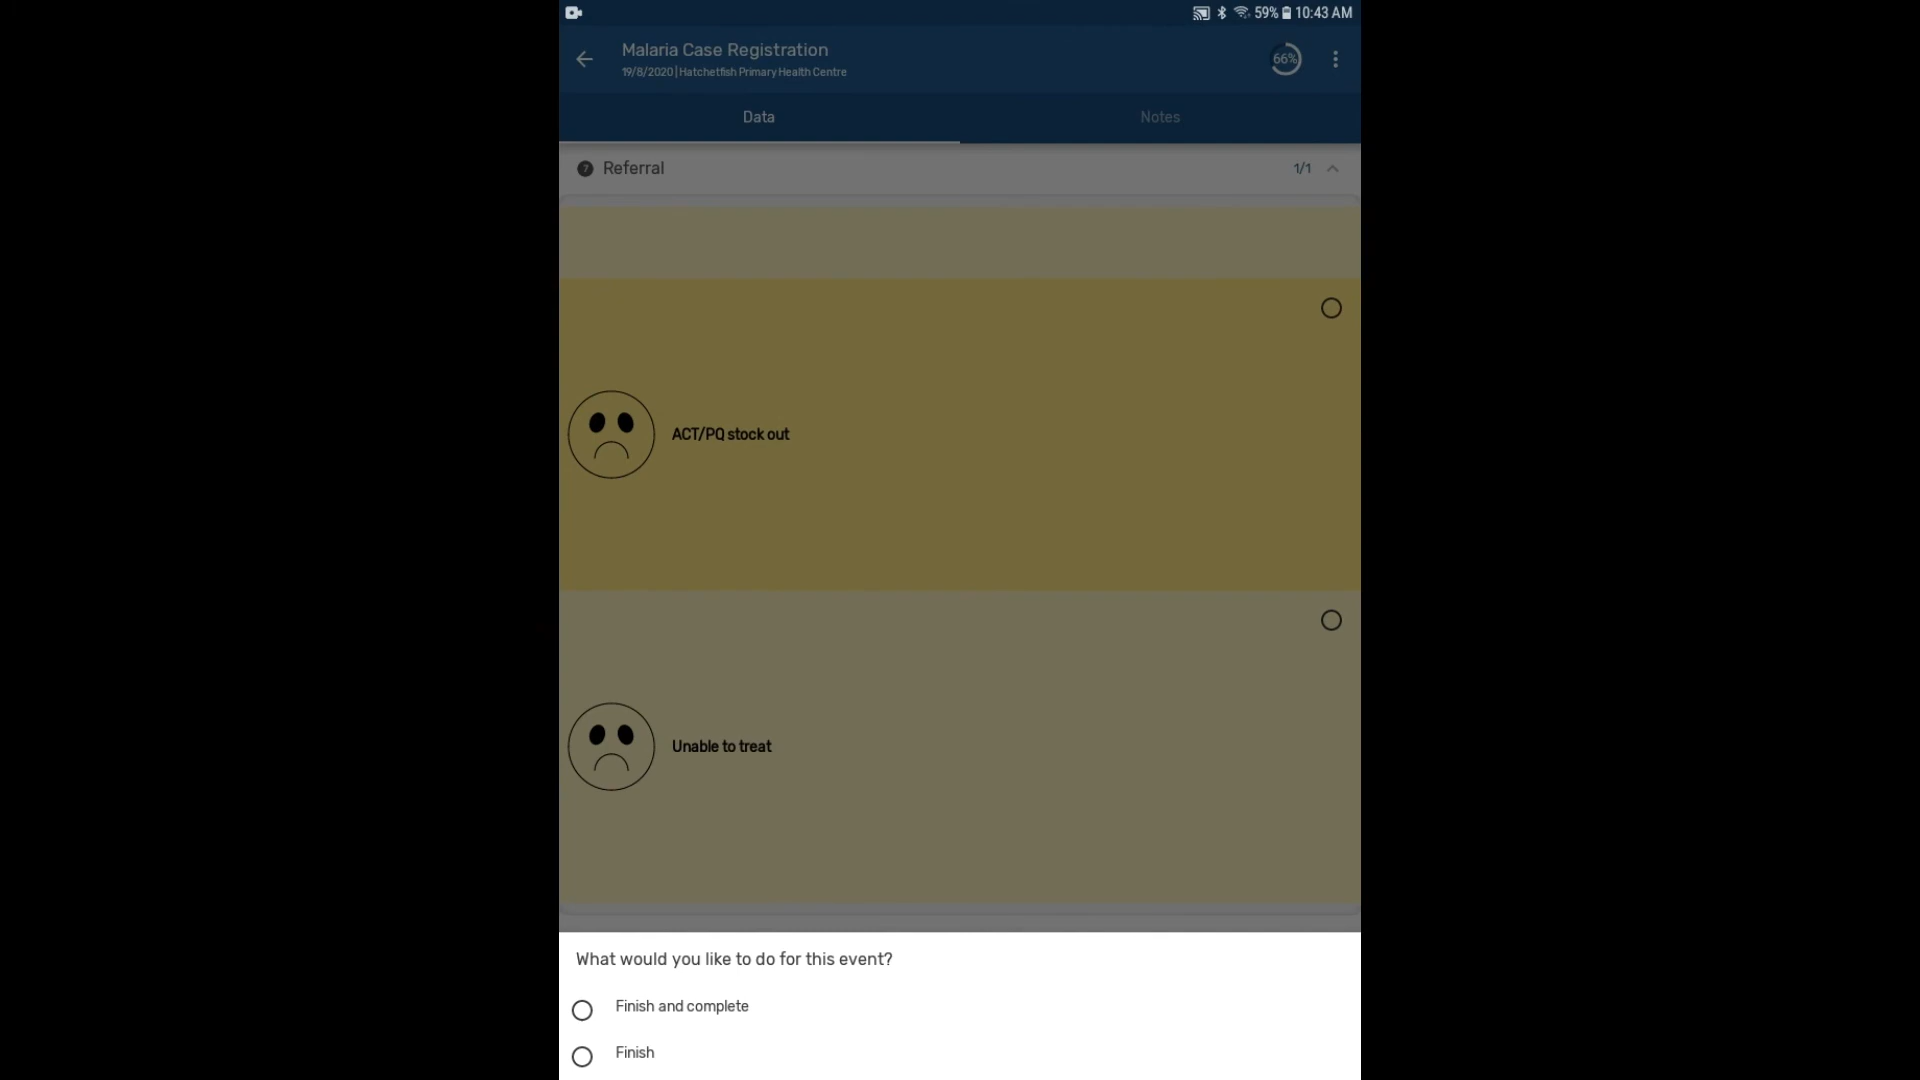 59% 10:43 AM
Malaria Case Registration
19/8/2020 | Hatchetfish Primary Health Centre
66%
Data
Notes
7 Referral
1/1
ACT/PQ stock out
Unable to treat
What would you like to do for this event?
Finish and complete
Finish